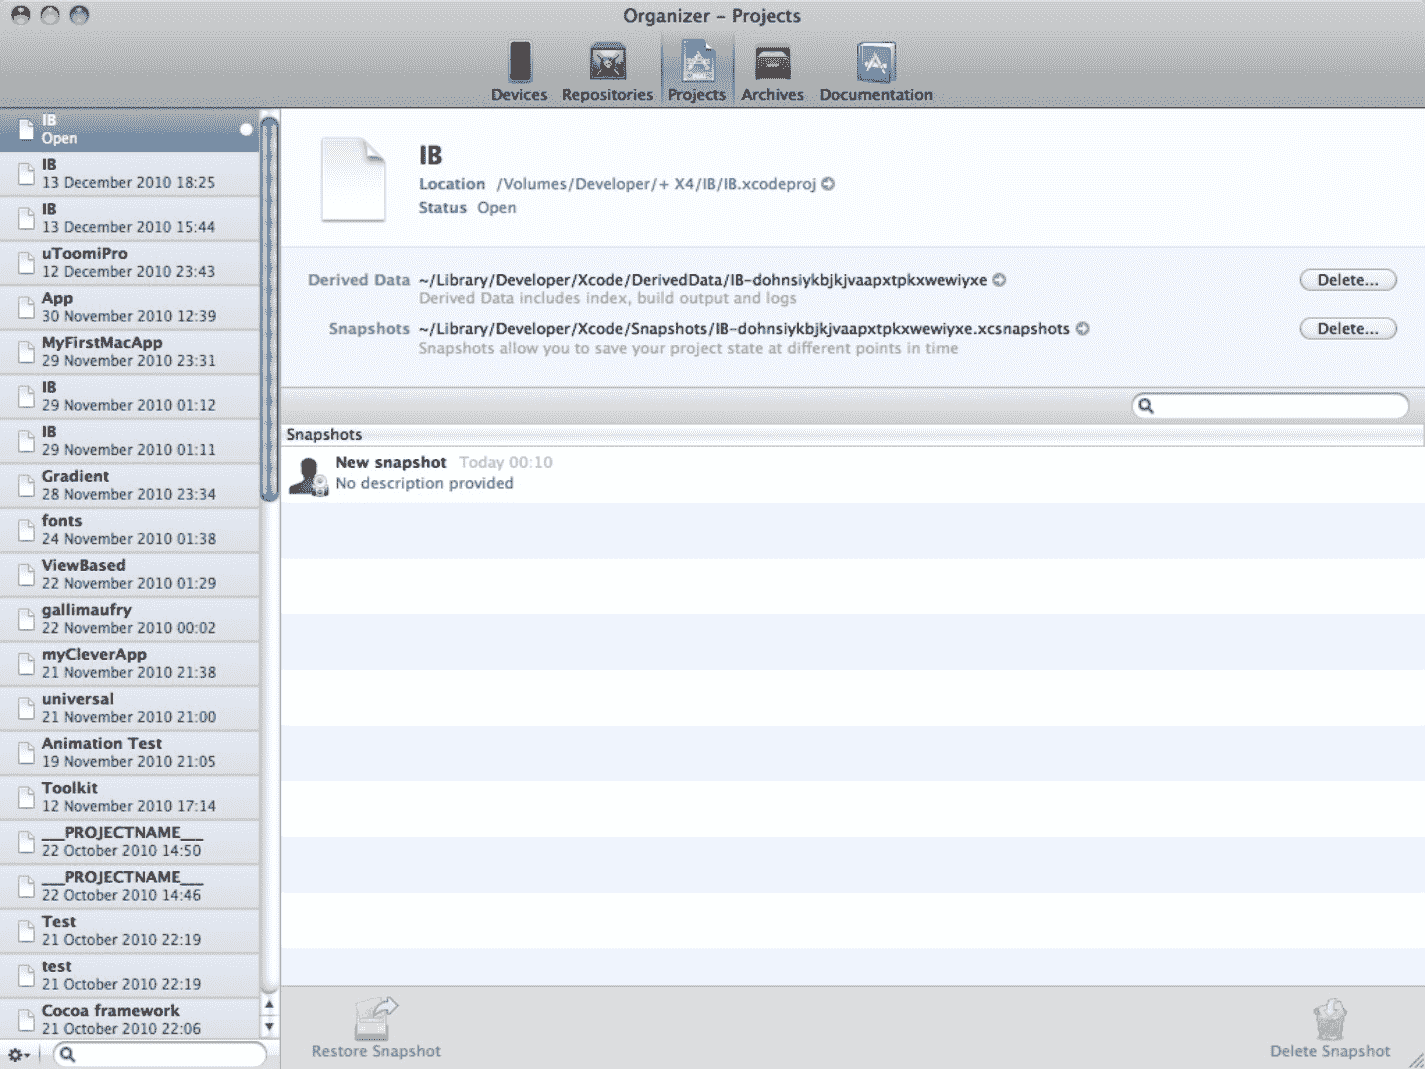 Organizer – Projects
Devices Repositories Projects Archives Documentation
IB
Open
IB
13 December 2010 18:25
IB
13 December 2010 15:44
uToomiPro
12 December 2010 23:43
App
30 November 2010 12:39
MyFirstMacApp
29 November 2010 23:31
IB
29 November 2010 01:12
IB
29 November 2010 01:11
Gradient
28 November 2010 23:34
fonts
24 November 2010 01:38
ViewBased
22 November 2010 01:29
gallimaufry
22 November 2010 00:02
myCleverApp
21 November 2010 21:38
universal
21 November 2010 21:00
Animation Test
19 November 2010 21:05
Toolkit
12 November 2010 17:14
___PROJECTNAME___
22 October 2010 14:50
___PROJECTNAME___
22 October 2010 14:46
Test
21 October 2010 22:19
test
21 October 2010 22:19
Cocoa framework
21 October 2010 22:06
IB
Location /Volumes/Developer/+ X4/IB/IB.xcodeproj
Status Open
Derived Data ~/Library/Developer/Xcode/DerivedData/IB-dohnsiykbjkjvaapxtpkxwewiyxe Delete...
Derived Data includes index, build output and logs
Snapshots ~/Library/Developer/Xcode/Snapshots/IB-dohnsiykbjkjvaapxtpkxwewiyxe.xcsnapshots Delete...
Snapshots allow you to save your project state at different points in time
Snapshots
New snapshot Today 00:10
No description provided
Restore Snapshot Delete Snapshot